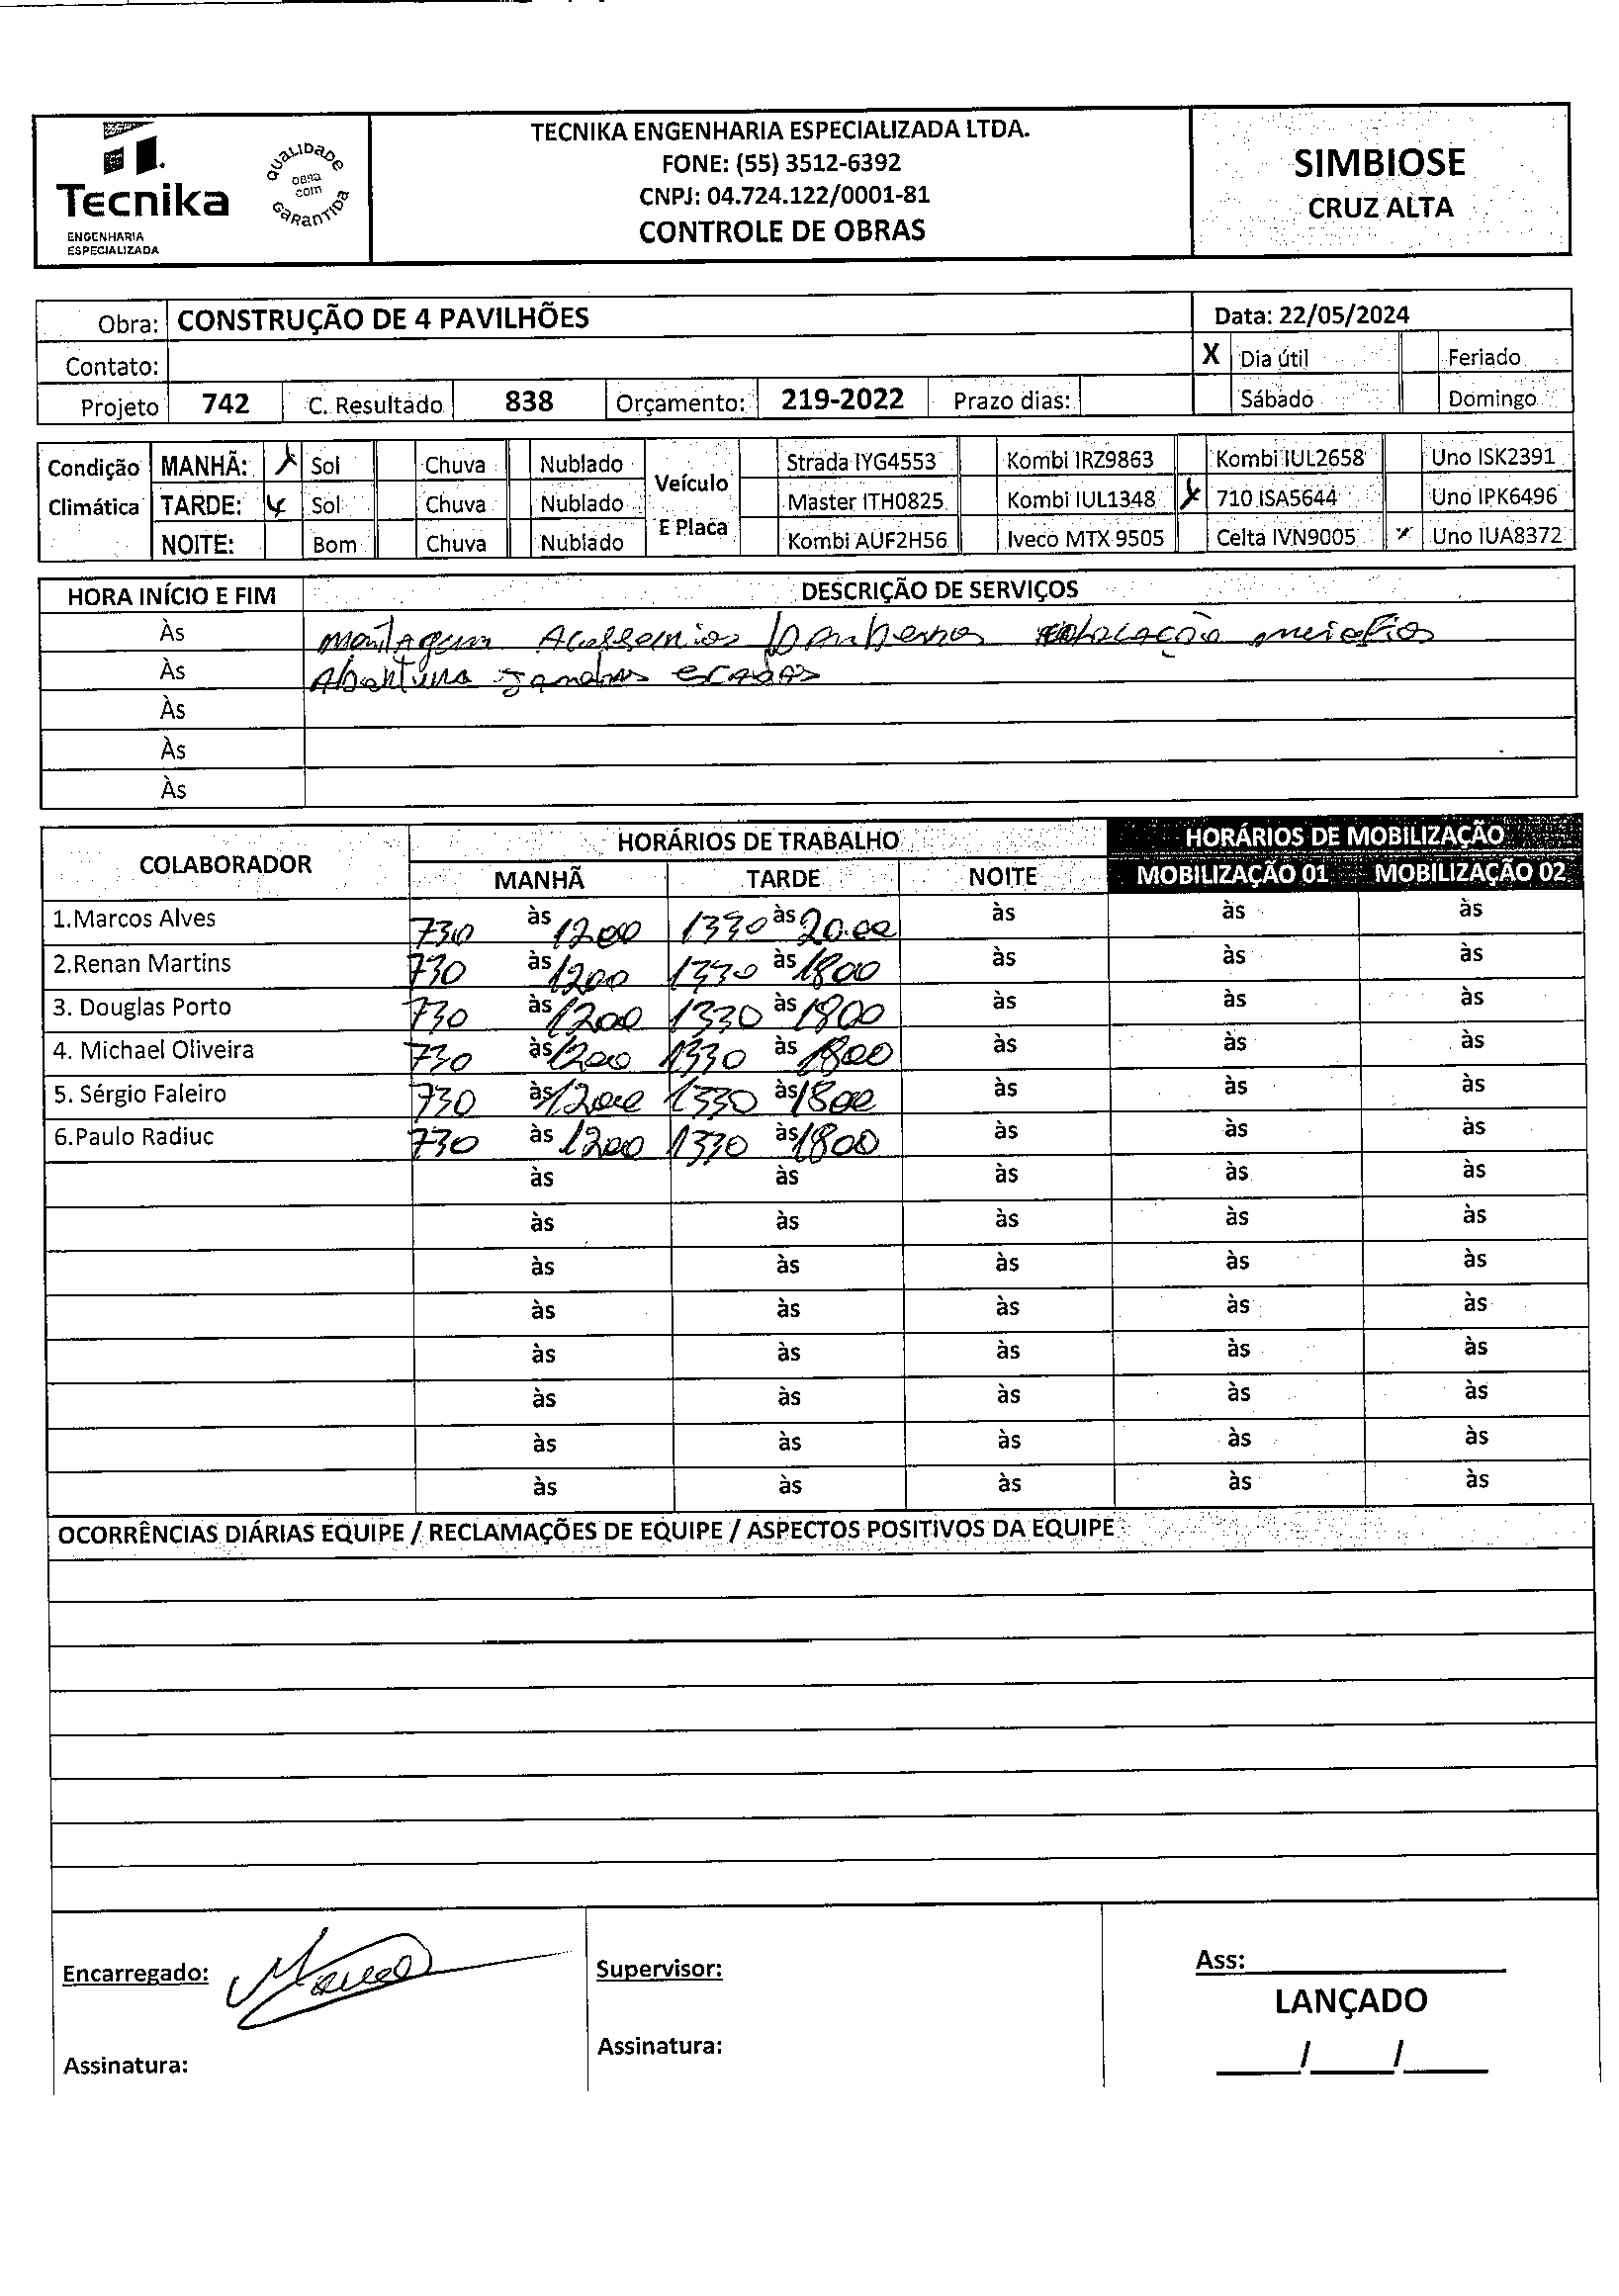 Tecnika
ENGENHARIA
ESPECIALIZADA
QUALIDADE
OBRA
com
GARANTIDA
TECNIKA ENGENHARIA ESPECIALIZADA LTDA.
FONE: (55) 3512-6392
CNPJ: 04.724.122/0001-81
CONTROLE DE OBRAS
SIMBIOSE
CRUZ ALTA
Obra: CONSTRUÇÃO DE 4 PAVILHÕES Data: 22/05/2024
Contato: X Dia útil Feriado
Projeto 742 C. Resultado 838 Orçamento: 219-2022 Prazo dias: Sábado Domingo
Condição Climática Veículo E Placa
MANHÃ: X Sol Chuva Nublado Strada IYG4553 Kombi IRZ9863 Kombi IUL2658 Uno ISK2391
TARDE: X Sol Chuva Nublado Master ITH0825 Kombi IUL1348 X 710 ISA5644 Uno IPK6496
NOITE: Bom Chuva Nublado Kombi AUF2H56 Iveco MTX 9505 Celta IVN9005 X Uno IUA8372
HORA INÍCIO E FIM DESCRIÇÃO DE SERVIÇOS
Às montagem
Às Abertura
Às
Às
Às
COLABORADOR HORÁRIOS DE TRABALHO HORÁRIOS DE MOBILIZAÇÃO
MANHÃ TARDE NOITE MOBILIZAÇÃO 01 MOBILIZAÇÃO 02
1.Marcos Alves 730 às 1200 1330 às 20.00 às às às
2.Renan Martins 730 às 1200 1330 às 1800 às às às
3. Douglas Porto 730 às 1200 1330 às 1800 às às às
4. Michael Oliveira 730 às 1200 1330 às 1800 às às às
5. Sérgio Faleiro 730 às 1200 1330 às 1800 às às às
6.Paulo Radiuc 730 às 1200 1330 às 1800 às às às
às às às às às
às às às às às
às às às às às
às às às às às
às às às às às
às às às às às
às às às às às
às às às às às
OCORRÊNCIAS DIÁRIAS EQUIPE / RECLAMAÇÕES DE EQUIPE / ASPECTOS POSITIVOS DA EQUIPE
Encarregado: Supervisor: Ass:
LANÇADO
Assinatura: Assinatura: / /